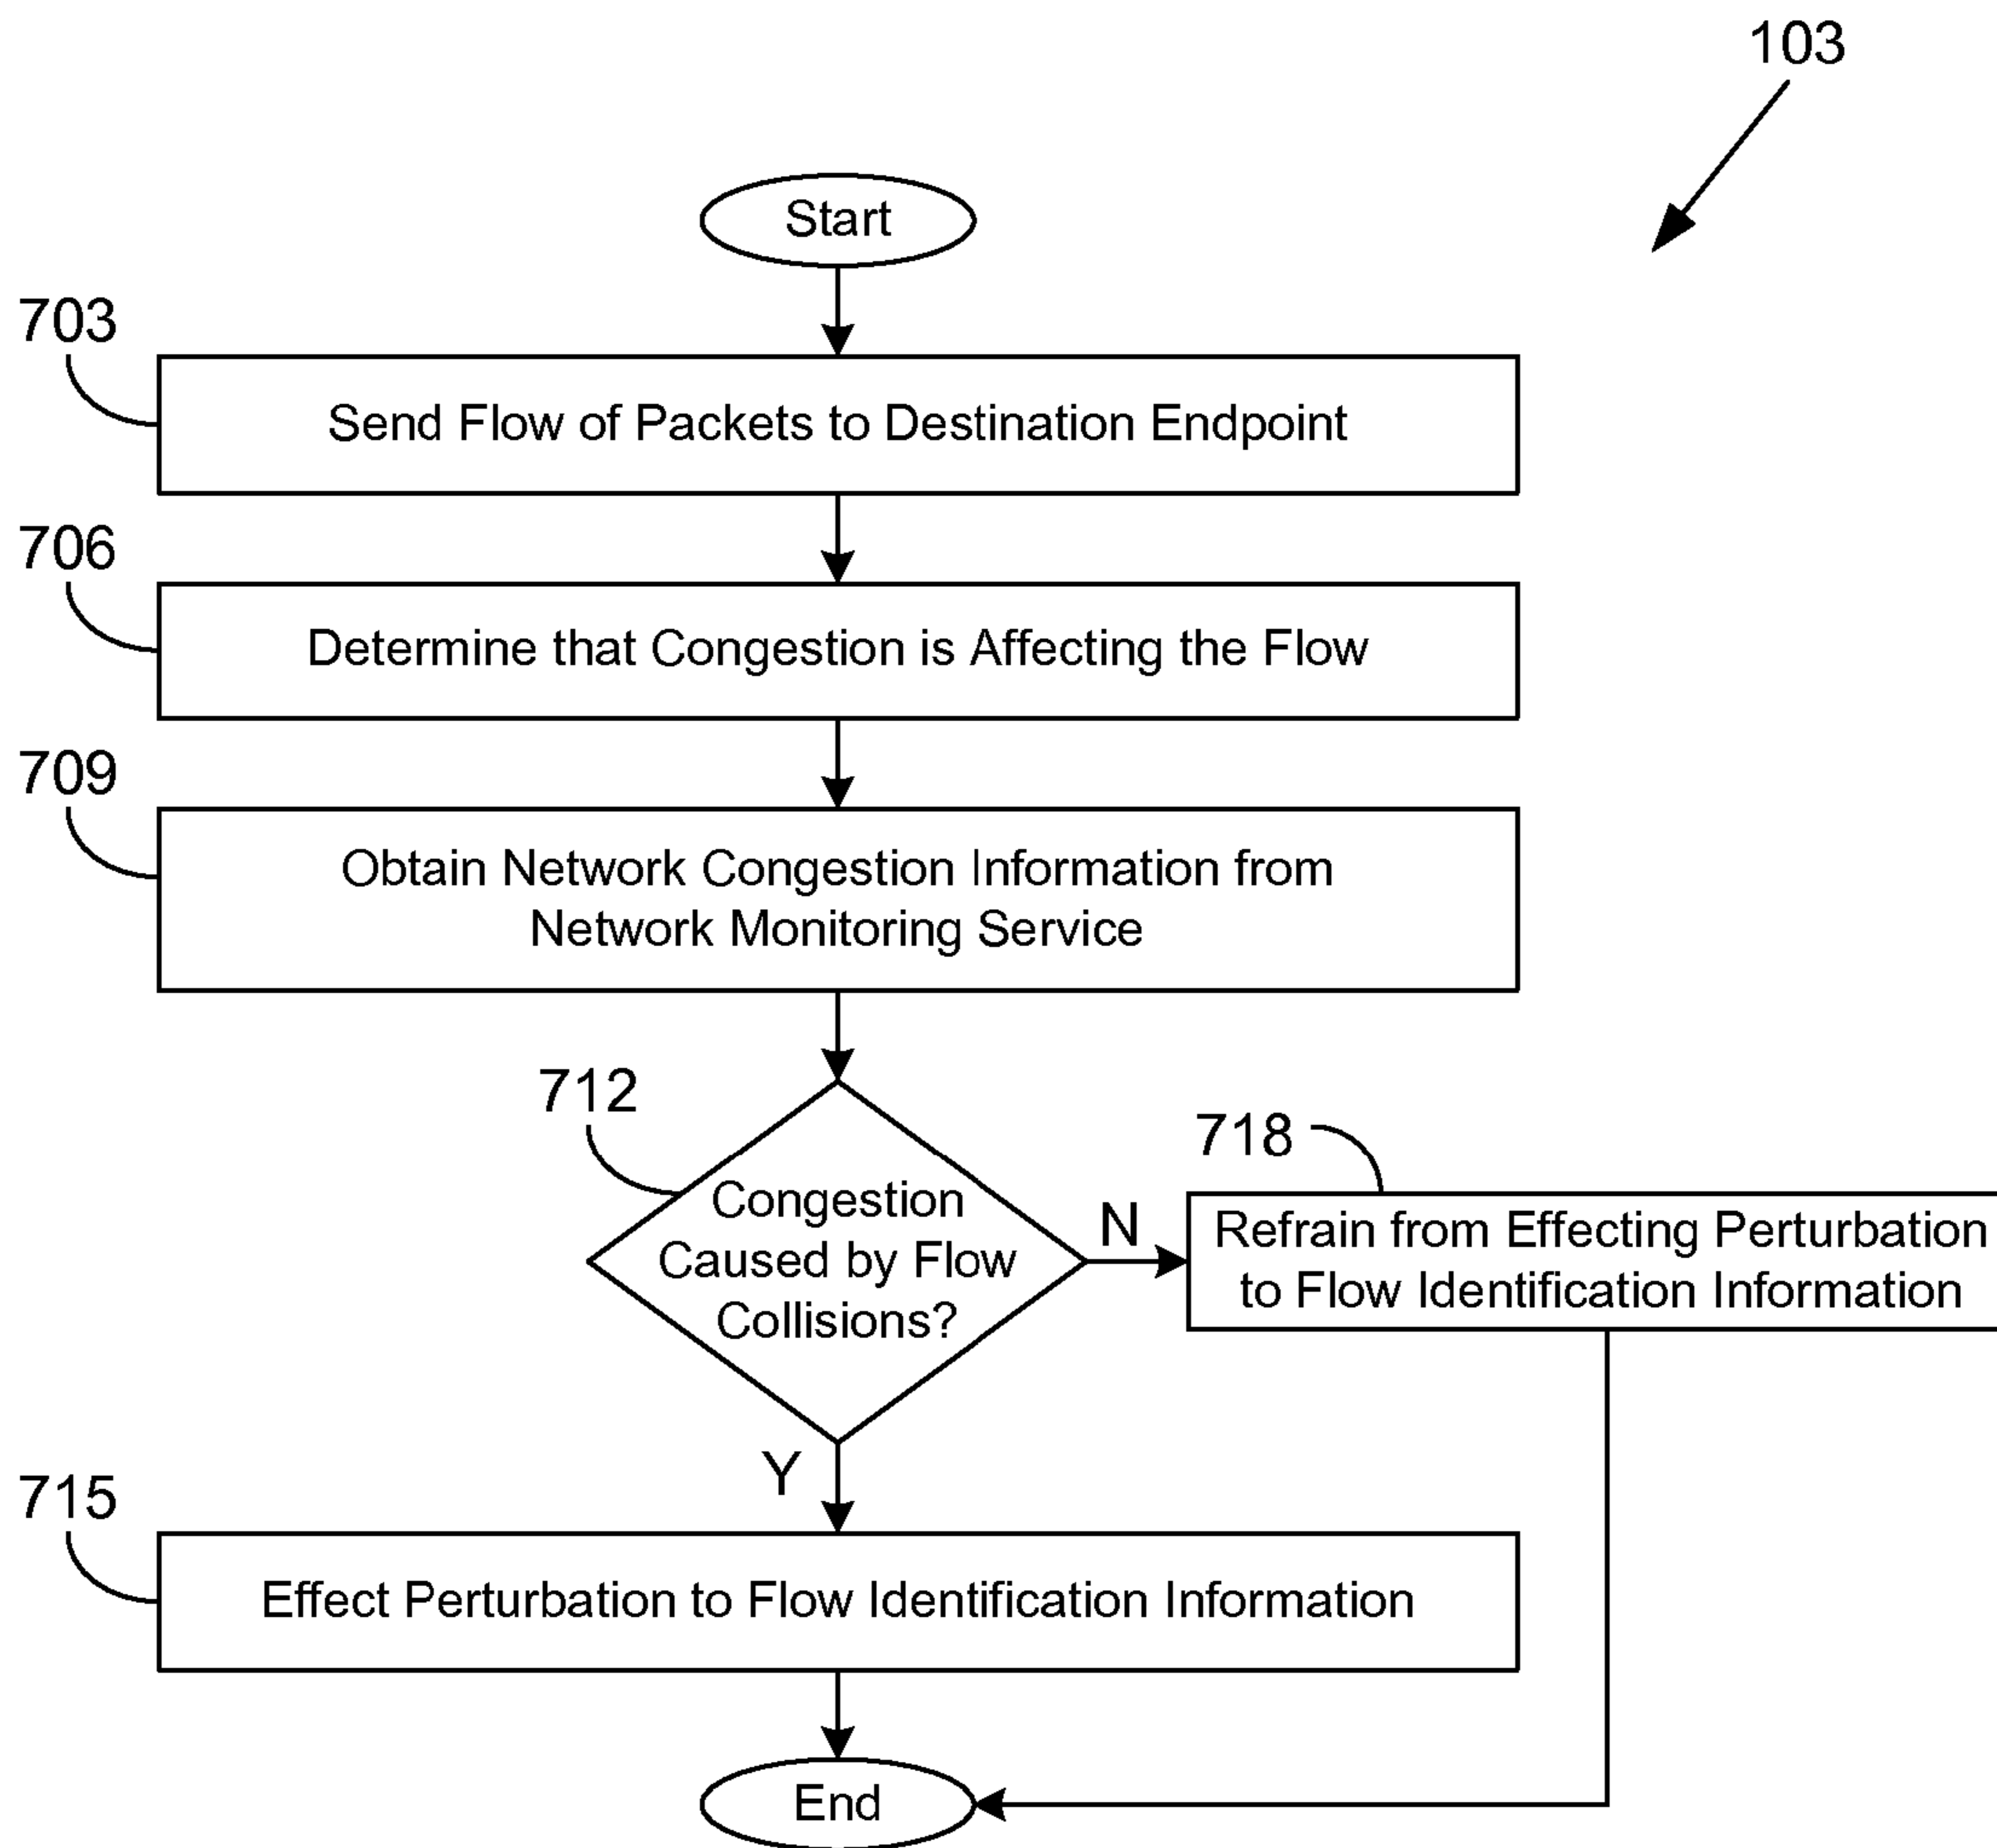 103
Start
703
Send Flow of Packets to Destination Endpoint
706
Determine that Congestion is Affecting the Flow
709
Obtain Network Congestion Information from
Network Monitoring Service
712
Congestion
Caused by Flow
Collisions?
N
718
Refrain from Effecting Perturbation
to Flow Identification Information
Y
715
Effect Perturbation to Flow Identification Information
End